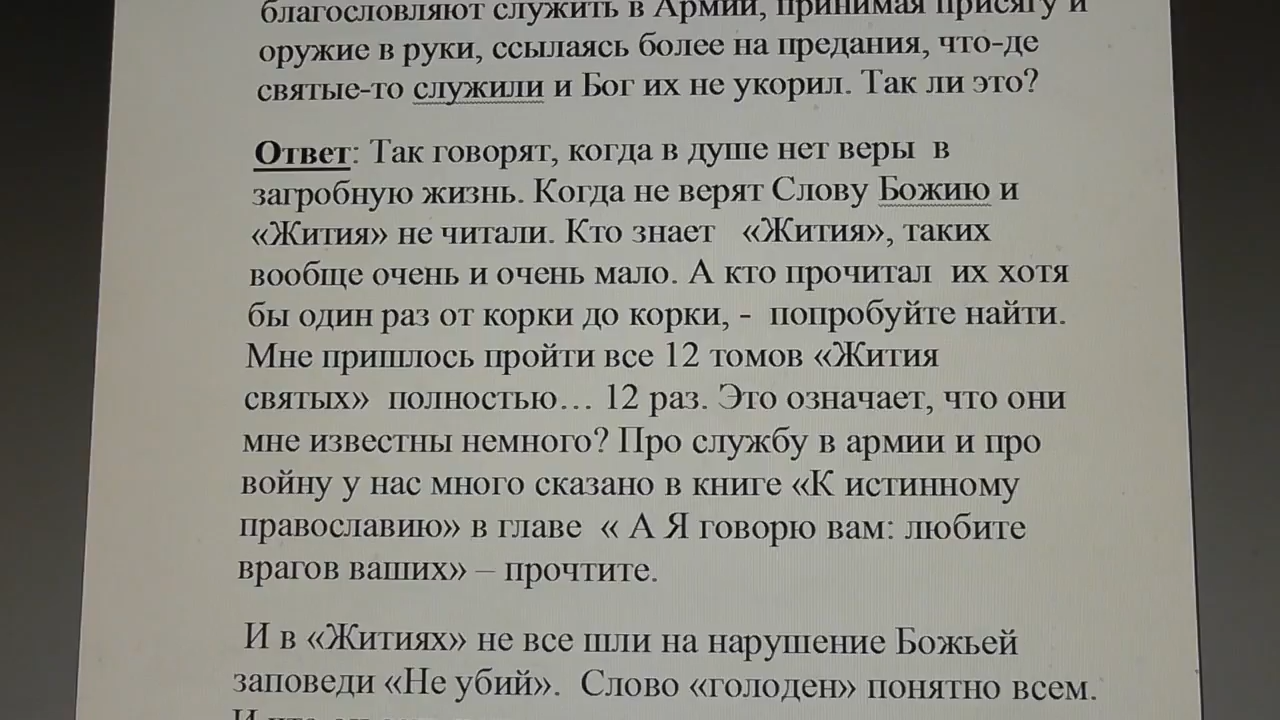 благословляют служить в Армии, принимая присягу и
оружие в руки, ссылаясь более на предания, что-де
святые-то служили и Бог их не укорил. Так ли это?
Ответ: Так говорят, когда в душе нет веры в
загробную жизнь. Когда не верят Слову Божию и
«Жития» не читали. Кто знает «Жития», таких
вообще очень и очень мало. А кто прочитал их хотя
бы один раз от корки до корки, - попробуйте найти.
Мне пришлось пройти все 12 томов «Жития
святых» полностью… 12 раз. Это означает, что они
мне известны немного? Про службу в армии и про
войну у нас много сказано в книге «К истинному
православию» в главе « А Я говорю вам: любите
врагов ваших» – прочтите.
И в «Житиях» не все шли на нарушение Божьей
заповеди «Не убий». Слово «голоден» понятно всем.